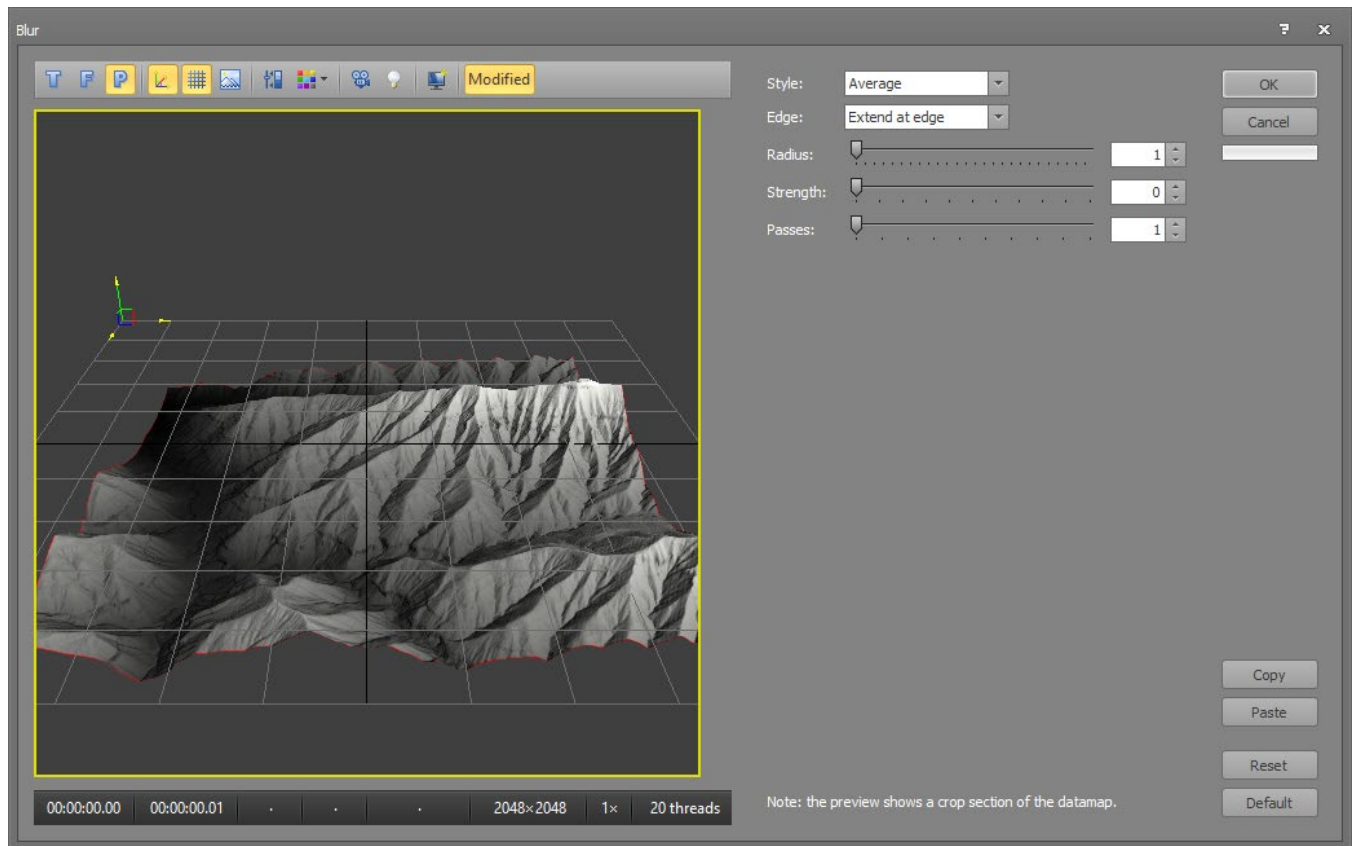 Blur
T F P Modified
Style: Average OK
Edge: Extend at edge Cancel
Radius: 1
Strength: 0
Passes: 1
Copy
Paste
Reset
Note: the preview shows a crop section of the datamap. Default
00:00:00.00 00:00:00.01 · · · 2048×2048 1× 20 threads